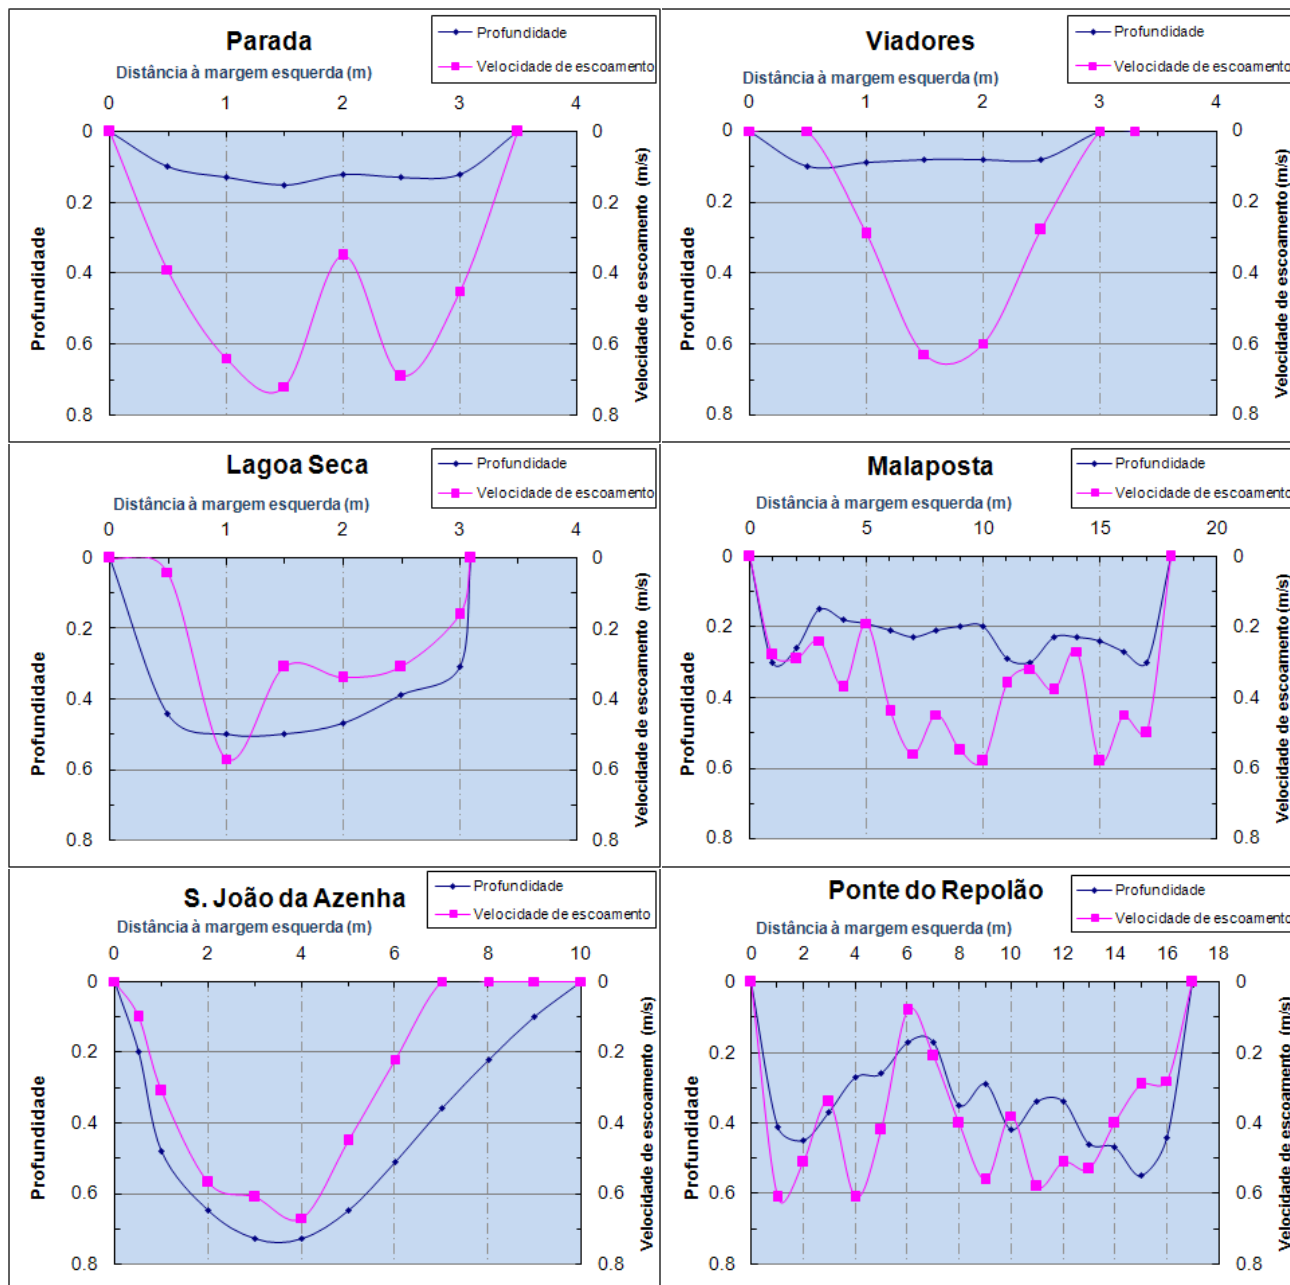 Parada
Profundidade
Velocidade de escoamento
Distância à margem esquerda (m)
0 1 2 3 4
0 0
0.2 0.2
0.4 0.4
0.6 0.6
0.8 0.8
Profundidade
Velocidade de escoamento (m/s)
Viadores
Profundidade
Velocidade de escoamento
Distância à margem esquerda (m)
0 1 2 3 4
0 0
0.2 0.2
0.4 0.4
0.6 0.6
0.8 0.8
Profundidade
Velocidade de escoamento (m/s)
Lagoa Seca
Profundidade
Velocidade de escoamento
Distância à margem esquerda (m)
0 1 2 3 4
0 0
0.2 0.2
0.4 0.4
0.6 0.6
0.8 0.8
Profundidade
Velocidade de escoamento (m/s)
Malaposta
Profundidade
Velocidade de escoamento
Distância à margem esquerda (m)
0 5 10 15 20
0 0
0.2 0.2
0.4 0.4
0.6 0.6
0.8 0.8
Profundidade
Velocidade de escoamento (m/s)
S. João da Azenha
Profundidade
Velocidade de escoamento
Distância à margem esquerda (m)
0 2 4 6 8 10
0 0
0.2 0.2
0.4 0.4
0.6 0.6
0.8 0.8
Profundidade
Velocidade de escoamento (m/s)
Ponte do Repolão
Profundidade
Velocidade de escoamento
Distância à margem esquerda (m)
0 2 4 6 8 10 12 14 16 18
0 0
0.2 0.2
0.4 0.4
0.6 0.6
0.8 0.8
Profundidade
Velocidade de escoamento (m/s)